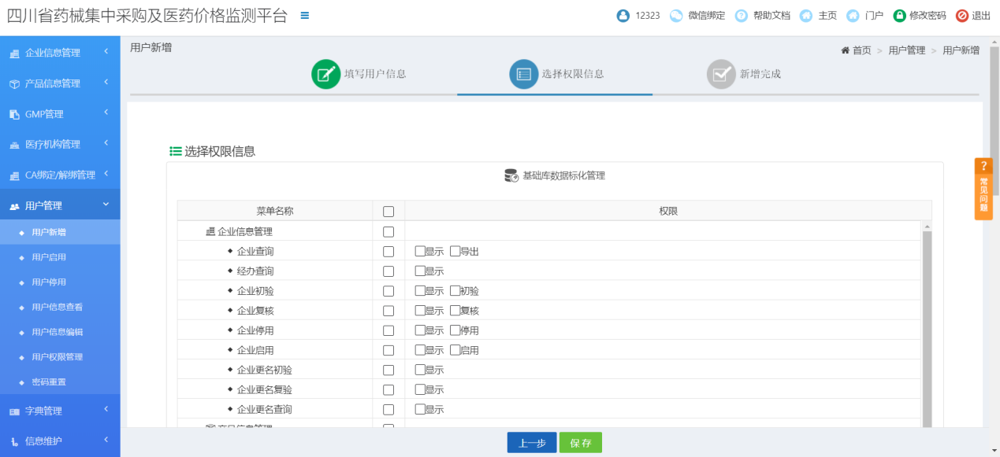 四川省药械集中采购及医药价格监测平台
12323 微信绑定 帮助文档 主页 门户 修改密码 退出
企业信息管理
产品信息管理
GMP管理
医疗机构管理
CA绑定/解绑管理
用户管理
用户新增
用户启用
用户停用
用户信息查看
用户信息编辑
用户权限管理
密码重置
字典管理
信息维护
用户新增
首页 > 用户管理 > 用户新增
填写用户信息 选择权限信息 新增完成
选择权限信息
基础库数据标化管理
菜单名称 权限
企业信息管理
企业查询 显示 导出
经办查询 显示
企业初验 显示 初验
企业复核 显示 复核
企业停用 显示 停用
企业启用 显示 启用
企业更名初验 显示
企业更名复验 显示
企业更名查询 显示
产品信息管理
上一步 保存
? 常见问题